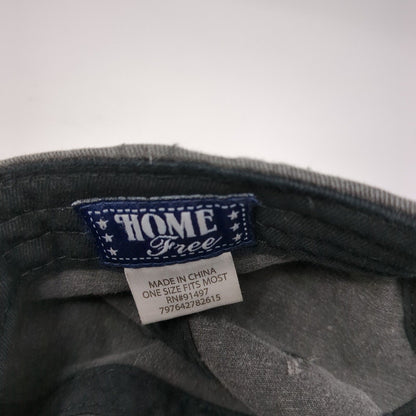 HOME
Free
MADE IN CHINA
ONE SIZE FITS MOST
RN#91497
797642782615